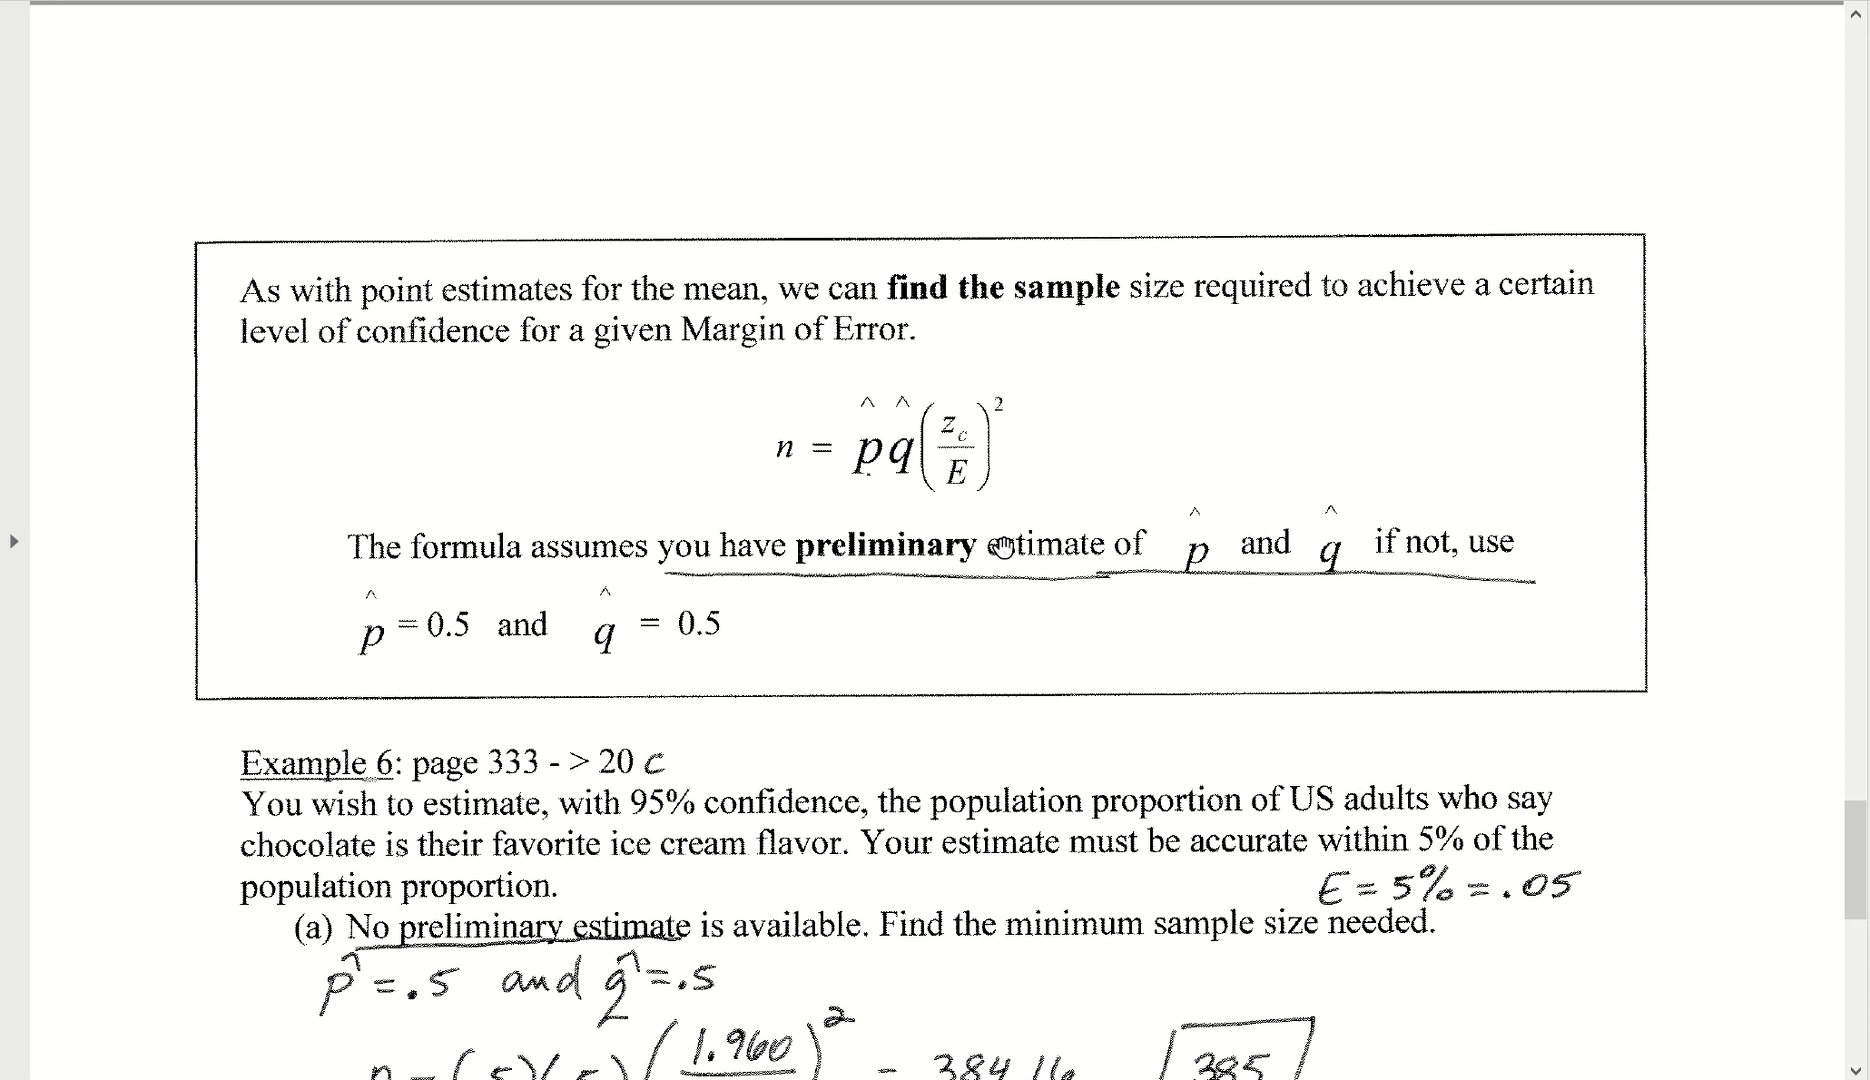 As with point estimates for the mean, we can find the sample size required to achieve a certain
level of confidence for a given Margin of Error.
n = p̂q̂(z_c/E)²
The formula assumes you have preliminary estimate of p̂ and q̂ if not, use
p̂ = 0.5 and q̂ = 0.5
Example 6: page 333 - > 20 c
You wish to estimate, with 95% confidence, the population proportion of US adults who say
chocolate is their favorite ice cream flavor. Your estimate must be accurate within 5% of the
population proportion.
E = 5% = .05
(a) No preliminary estimate is available. Find the minimum sample size needed.
p̂ = .5 and q̂ = .5
n = (.5)(.5)(1.960)² = 384.16 385